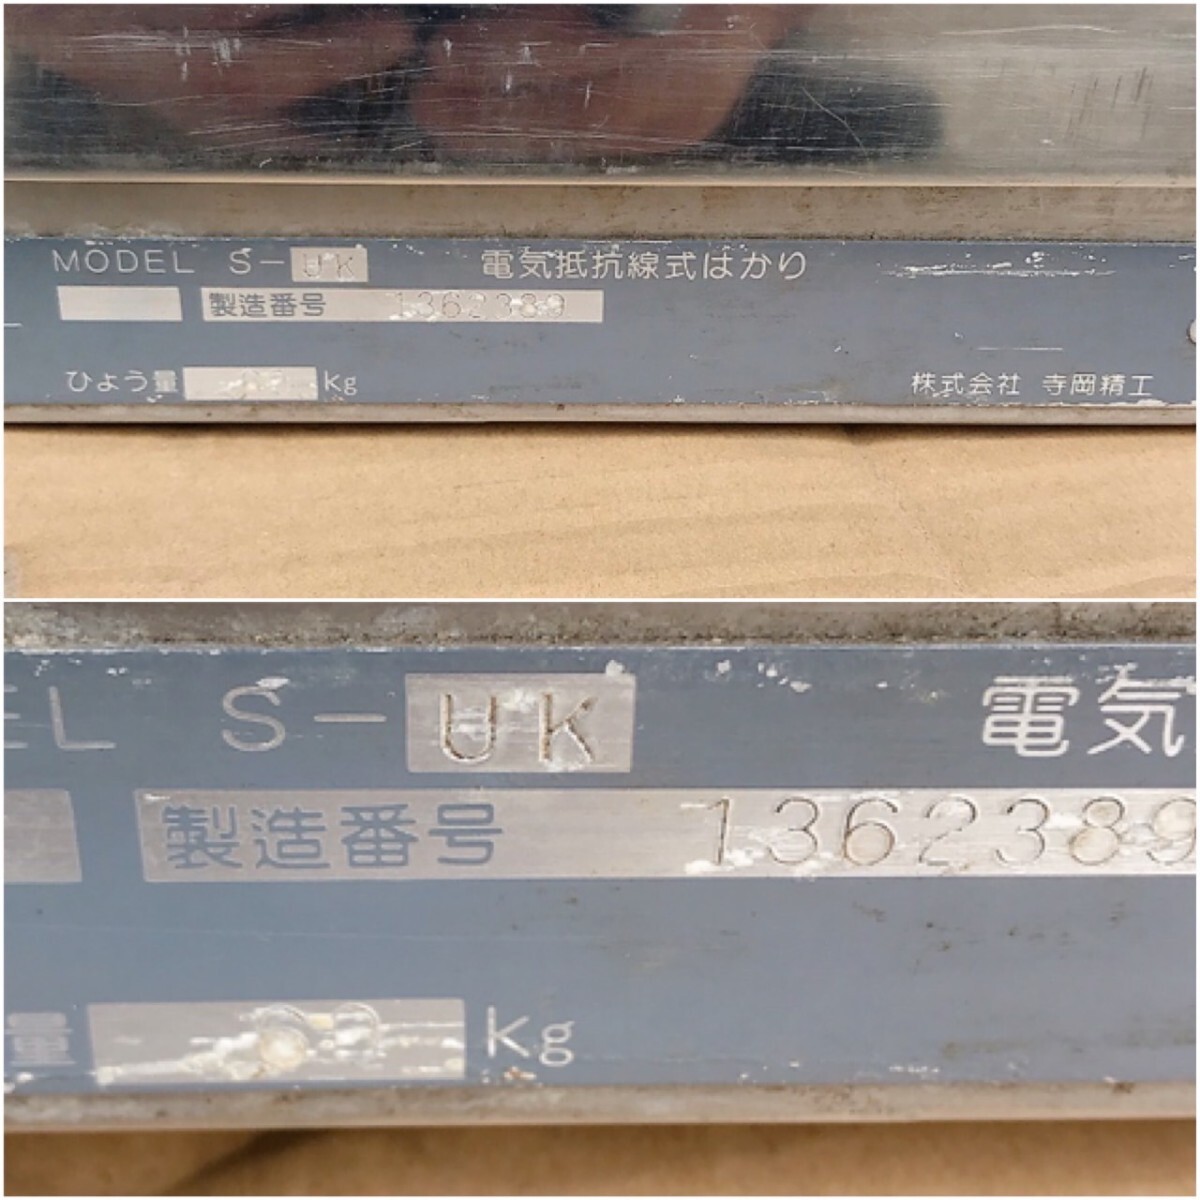 MODEL S-UK 電気抵抗線式はかり
製造番号 1362389
ひょう量 Kg
株式会社 寺岡精工
EL S-UK 電気
製造番号 1362389
量 Kg